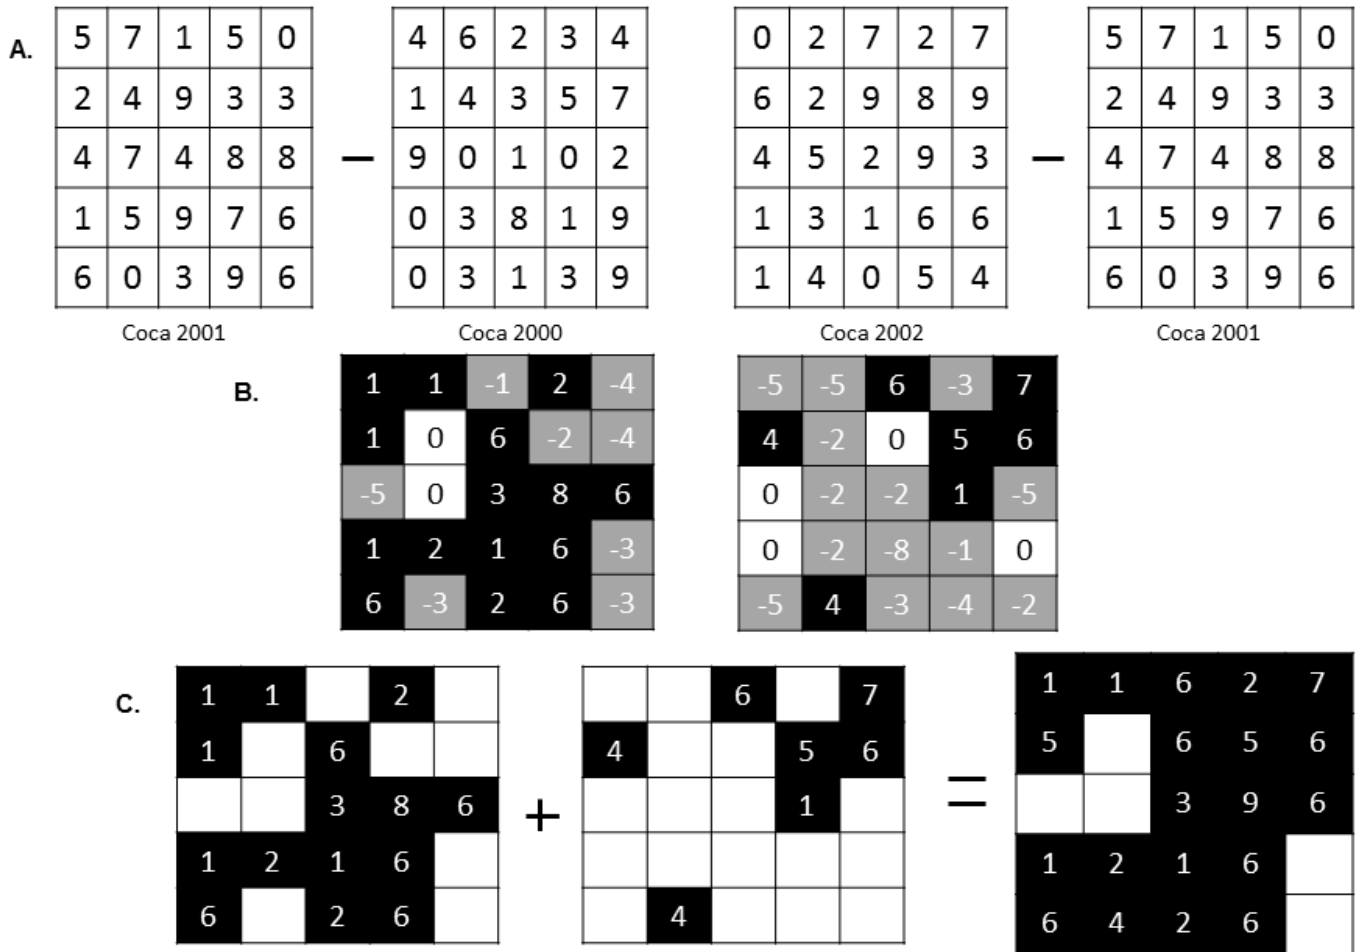 A.
5 7 1 5 0 4 6 2 3 4 0 2 7 2 7 5 7 1 5 0
2 4 9 3 3 1 4 3 5 7 6 2 9 8 9 2 4 9 3 3
4 7 4 8 8 − 9 0 1 0 2 4 5 2 9 3 − 4 7 4 8 8
1 5 9 7 6 0 3 8 1 9 1 3 1 6 6 1 5 9 7 6
6 0 3 9 6 0 3 1 3 9 1 4 0 5 4 6 0 3 9 6
Coca 2001 Coca 2000 Coca 2002 Coca 2001
B.
1 1 -1 2 -4 -5 -5 6 -3 7
1 0 6 -2 -4 4 -2 0 5 6
-5 0 3 8 6 0 -2 -2 1 -5
1 2 1 6 -3 0 -2 -8 -1 0
6 -3 2 6 -3 -5 4 -3 -4 -2
C.
1 1 2 6 7 1 1 6 2 7
1 6 4 5 6 5 6 5 6
3 8 6 + 1 = 3 9 6
1 2 1 6 1 2 1 6
6 2 6 4 6 4 2 6